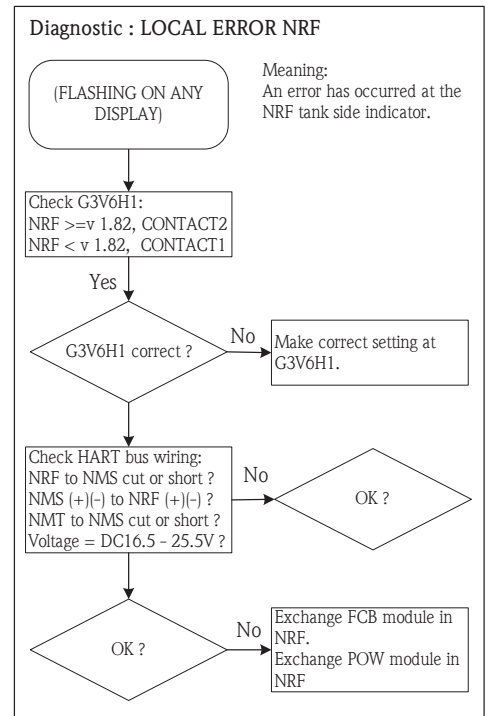 Diagnostic : LOCAL ERROR NRF
(FLASHING ON ANY
DISPLAY)
Meaning:
An error has occurred at the
NRF tank side indicator.
Check G3V6H1:
NRF >=v 1.82, CONTACT2
NRF < v 1.82, CONTACT1
Yes
G3V6H1 correct ?
No
Make correct setting at
G3V6H1.
Check HART bus wiring:
NRF to NMS cut or short ?
NMS (+)(-) to NRF (+)(-) ?
NMT to NMS cut or short ?
Voltage = DC16.5 - 25.5V ?
No
OK ?
OK ?
No
Exchange FCB module in
NRF.
Exchange POW module in
NRF